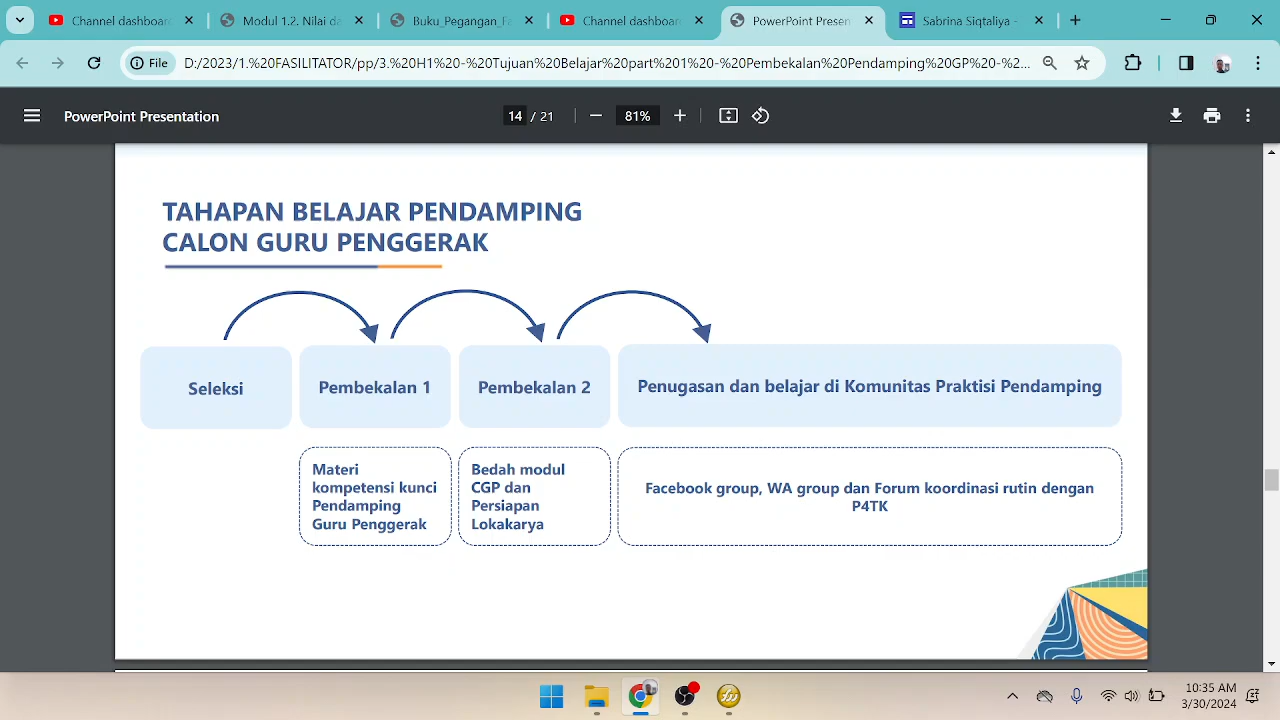 Channel dashboard
Modul 1.2. Nilai da
Buku_Pegangan_Fa
Channel dashboar
PowerPoint Presen
Sabrina Siqtaliya -
File
D:/2023/1.%20FASILITATOR/pp/3.%20H1%20-%20Tujuan%20Belajar%20part%201%20-%20Pembekalan%20Pendamping%20GP%20-%2...
PowerPoint Presentation
14 / 21
81%
TAHAPAN BELAJAR PENDAMPING
CALON GURU PENGGERAK
Seleksi
Pembekalan 1
Pembekalan 2
Penugasan dan belajar di Komunitas Praktisi Pendamping
Materi
kompetensi kunci
Pendamping
Guru Penggerak
Bedah modul
CGP dan
Persiapan
Lokakarya
Facebook group, WA group dan Forum koordinasi rutin dengan
P4TK
10:35 AM
3/30/2024